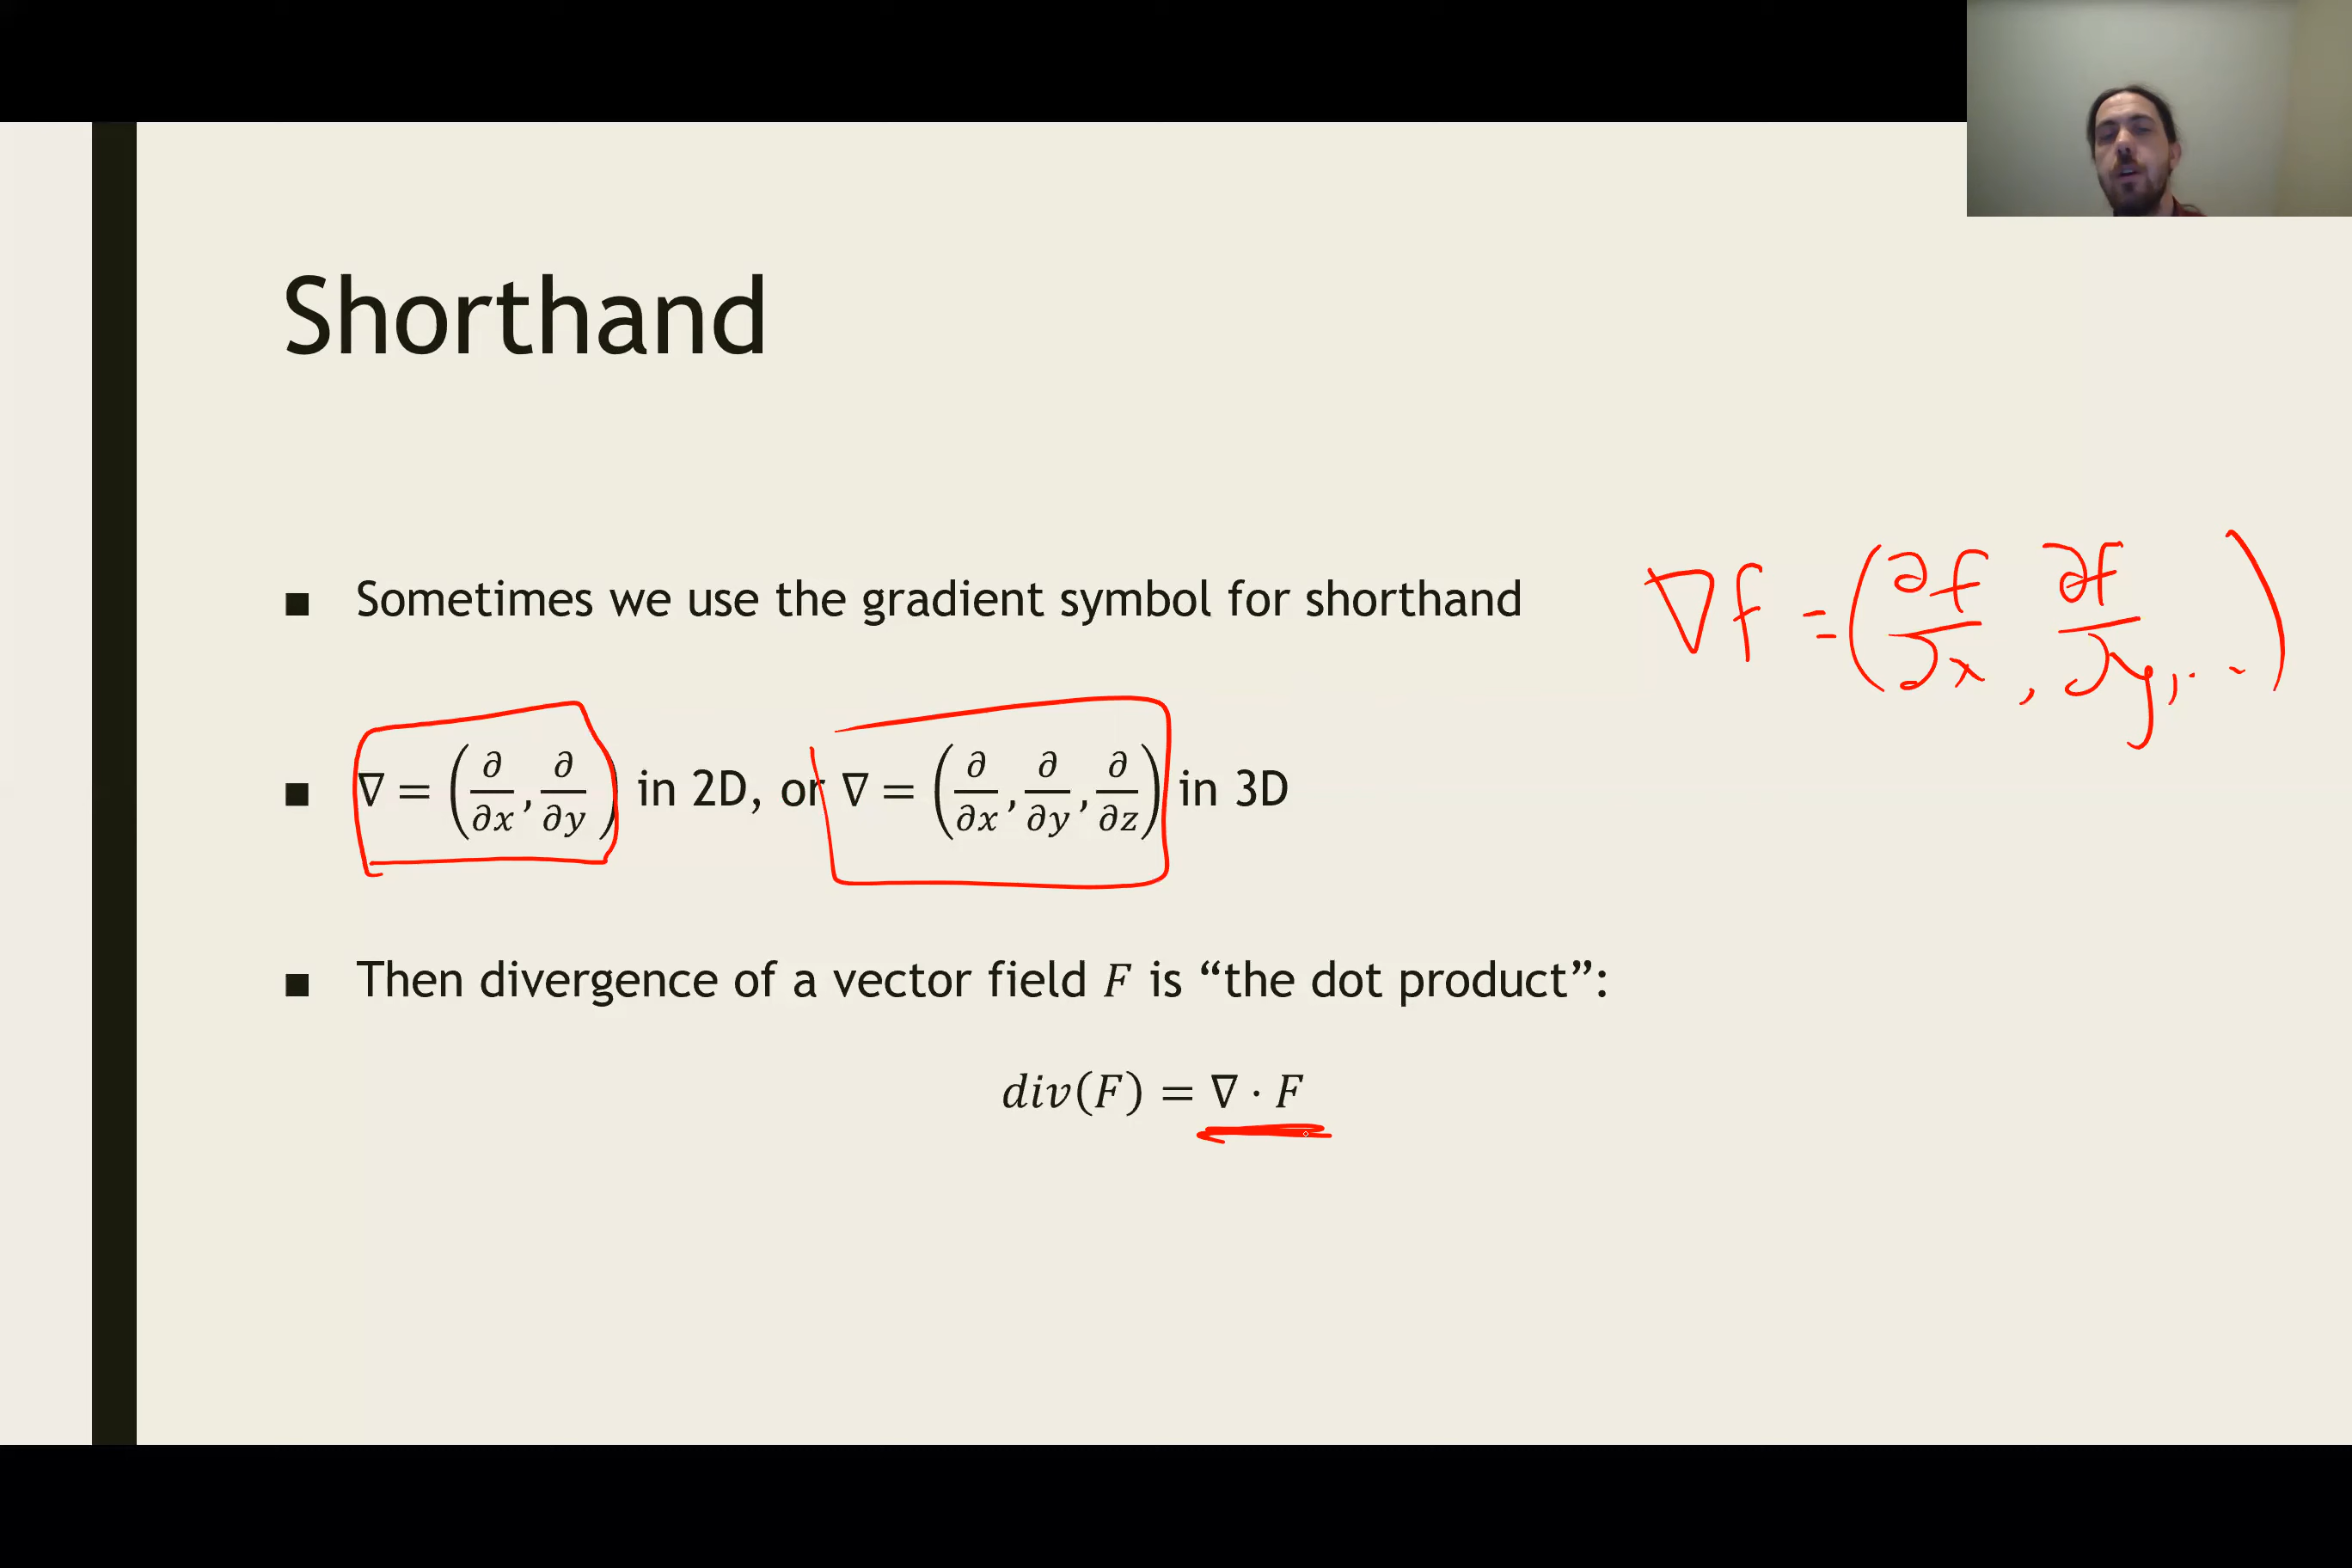 Shorthand
■ Sometimes we use the gradient symbol for shorthand
∇f = (∂f/∂x, ∂f/∂y, ...)
■ ∇ = (∂/∂x, ∂/∂y) in 2D, or ∇ = (∂/∂x, ∂/∂y, ∂/∂z) in 3D
■ Then divergence of a vector field F is “the dot product”:
div(F) = ∇ · F